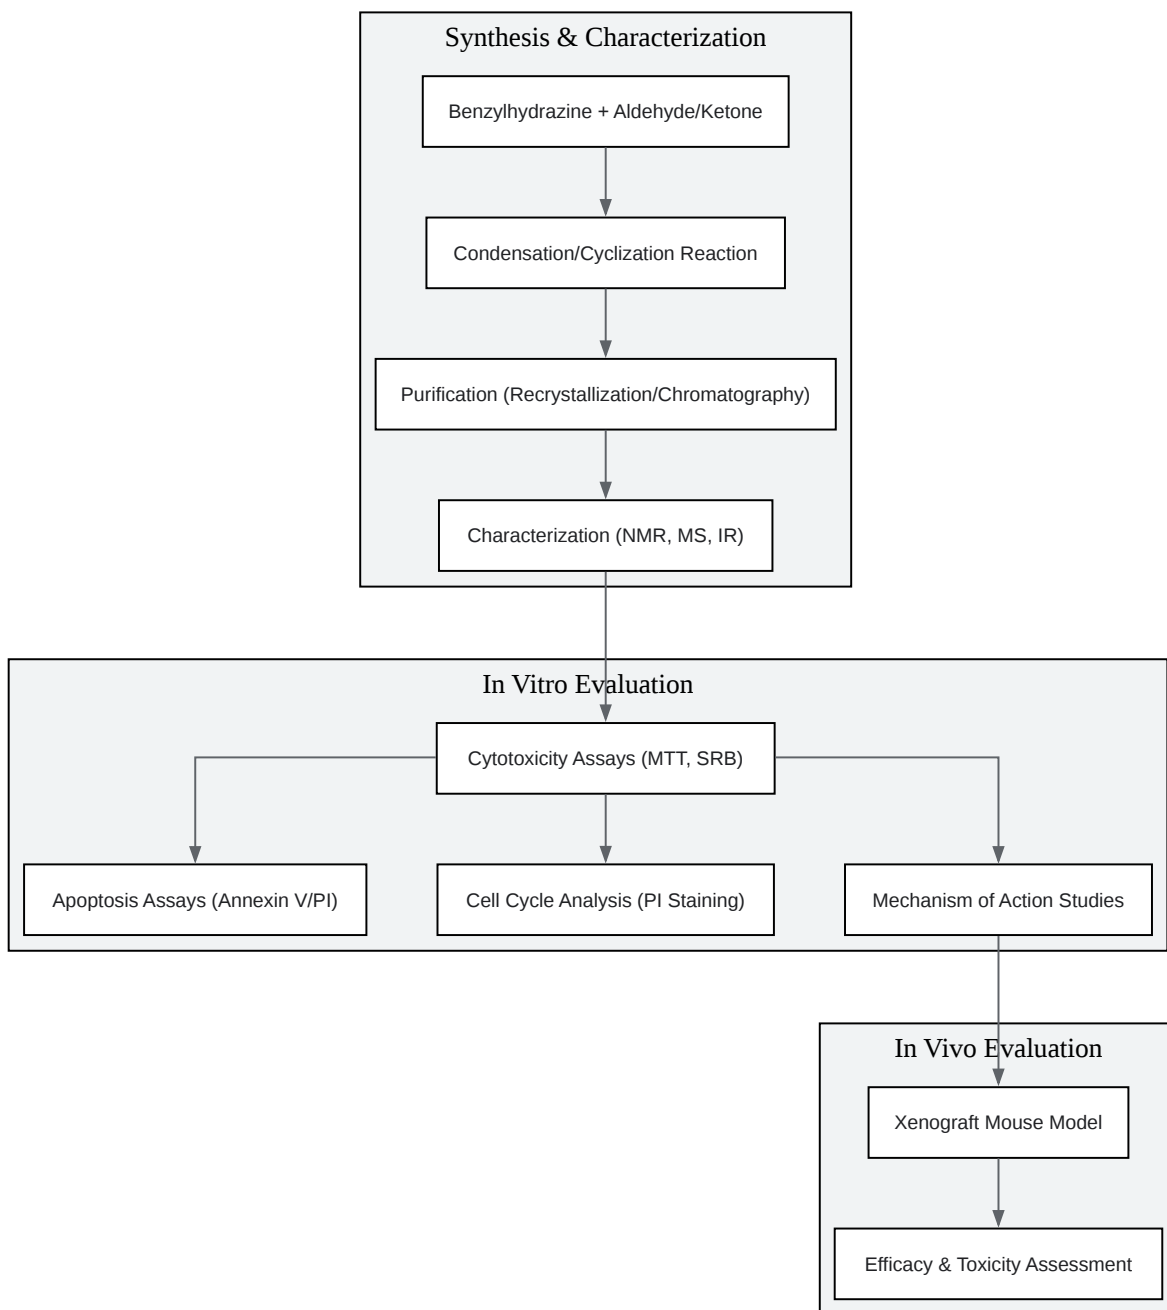 Synthesis & Characterization
Benzylhydrazine + Aldehyde/Ketone
Condensation/Cyclization Reaction
Purification (Recrystallization/Chromatography)
Characterization (NMR, MS, IR)
In Vitro Evaluation
Cytotoxicity Assays (MTT, SRB)
Apoptosis Assays (Annexin V/PI)
Cell Cycle Analysis (PI Staining)
Mechanism of Action Studies
In Vivo Evaluation
Xenograft Mouse Model
Efficacy & Toxicity Assessment